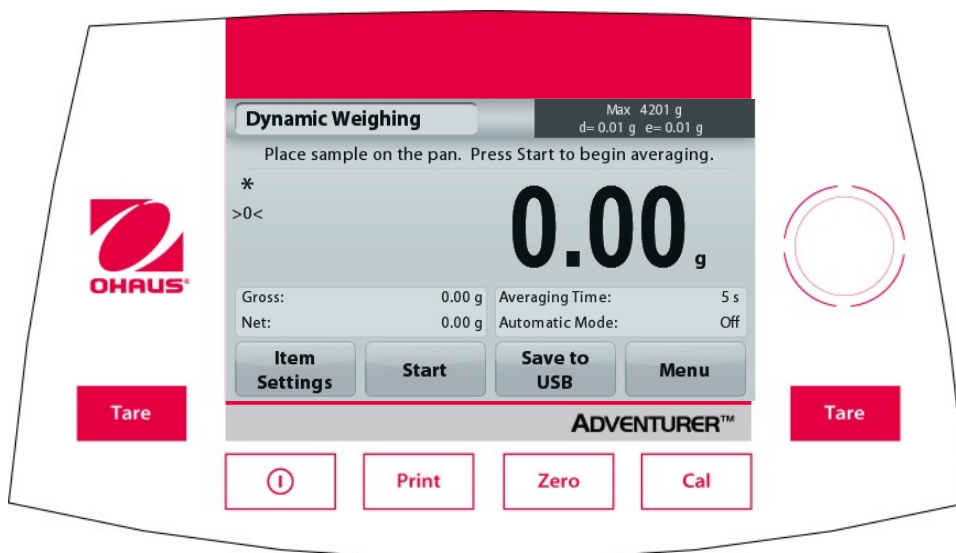 Dynamic Weighing
Max 4201 g
d= 0.01 g e= 0.01 g
Place sample on the pan. Press Start to begin averaging.
*
>0<
0.00 g
OHAUS®
Gross: 0.00 g
Net: 0.00 g
Averaging Time: 5 s
Automatic Mode: Off
Item Settings
Start
Save to USB
Menu
Tare
ADVENTURER™
Tare
Print
Zero
Cal